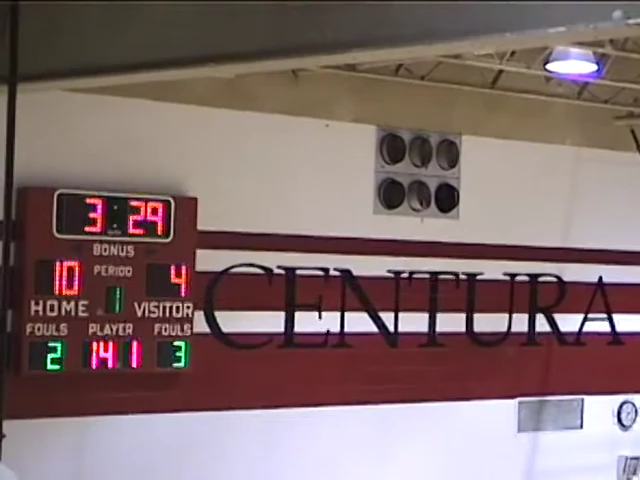 3:29
BONUS
10 PERIOD 4
HOME 1 VISITOR
FOULS PLAYER FOULS
2 14 1 3
CENTURA